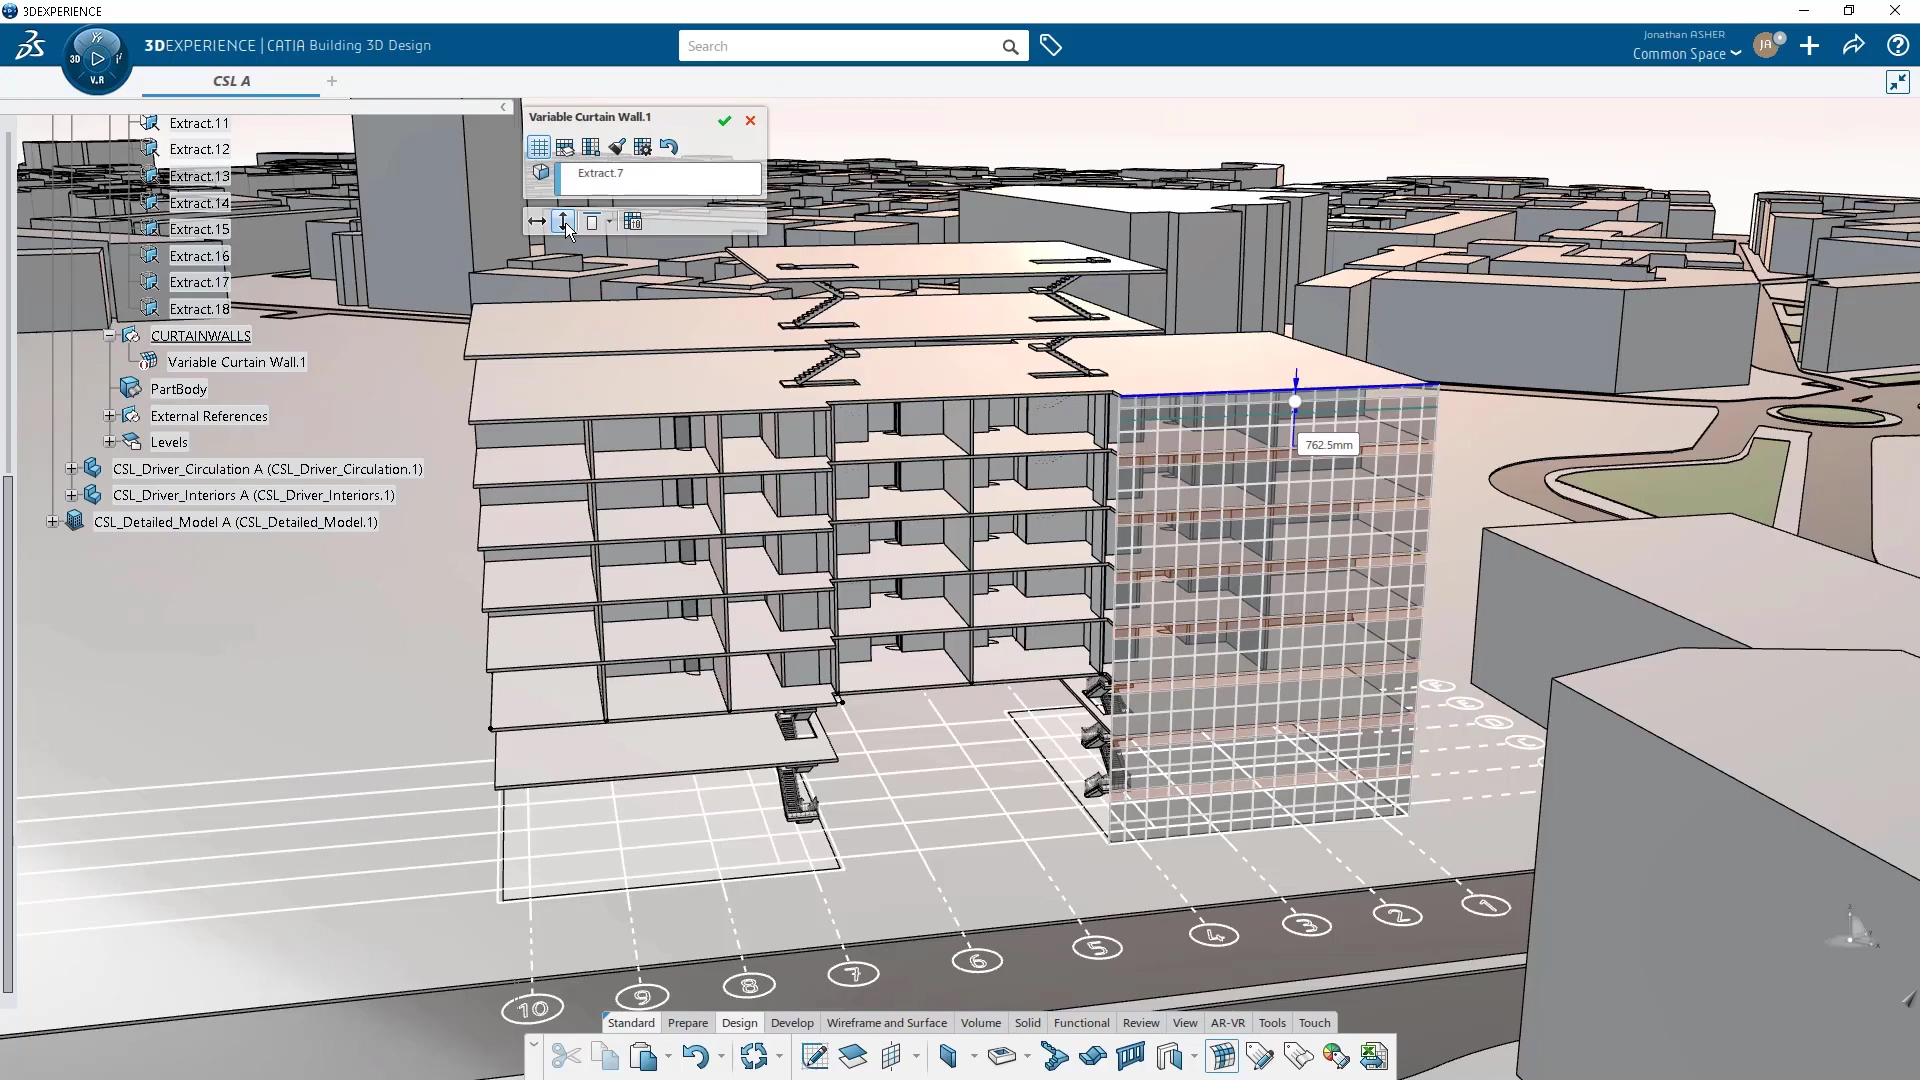 3DEXPERIENCE
3DEXPERIENCE | CATIA Building 3D Design
3D
V.R
Search
Jonathan ASHER
Common Space
JA
CSL A
Extract.11
Extract.12
Extract.13
Extract.14
Extract.15
Extract.16
Extract.17
Extract.18
CURTAINWALLS
Variable Curtain Wall.1
PartBody
External References
Levels
CSL_Driver_Circulation A (CSL_Driver_Circulation.1)
CSL_Driver_Interiors A (CSL_Driver_Interiors.1)
CSL_Detailed_Model A (CSL_Detailed_Model.1)
Variable Curtain Wall.1
Extract.7
762.5mm
10
9
8
7
6
5
4
3
2
1
Standard
Prepare
Design
Develop
Wireframe and Surface
Volume
Solid
Functional
Review
View
AR-VR
Tools
Touch